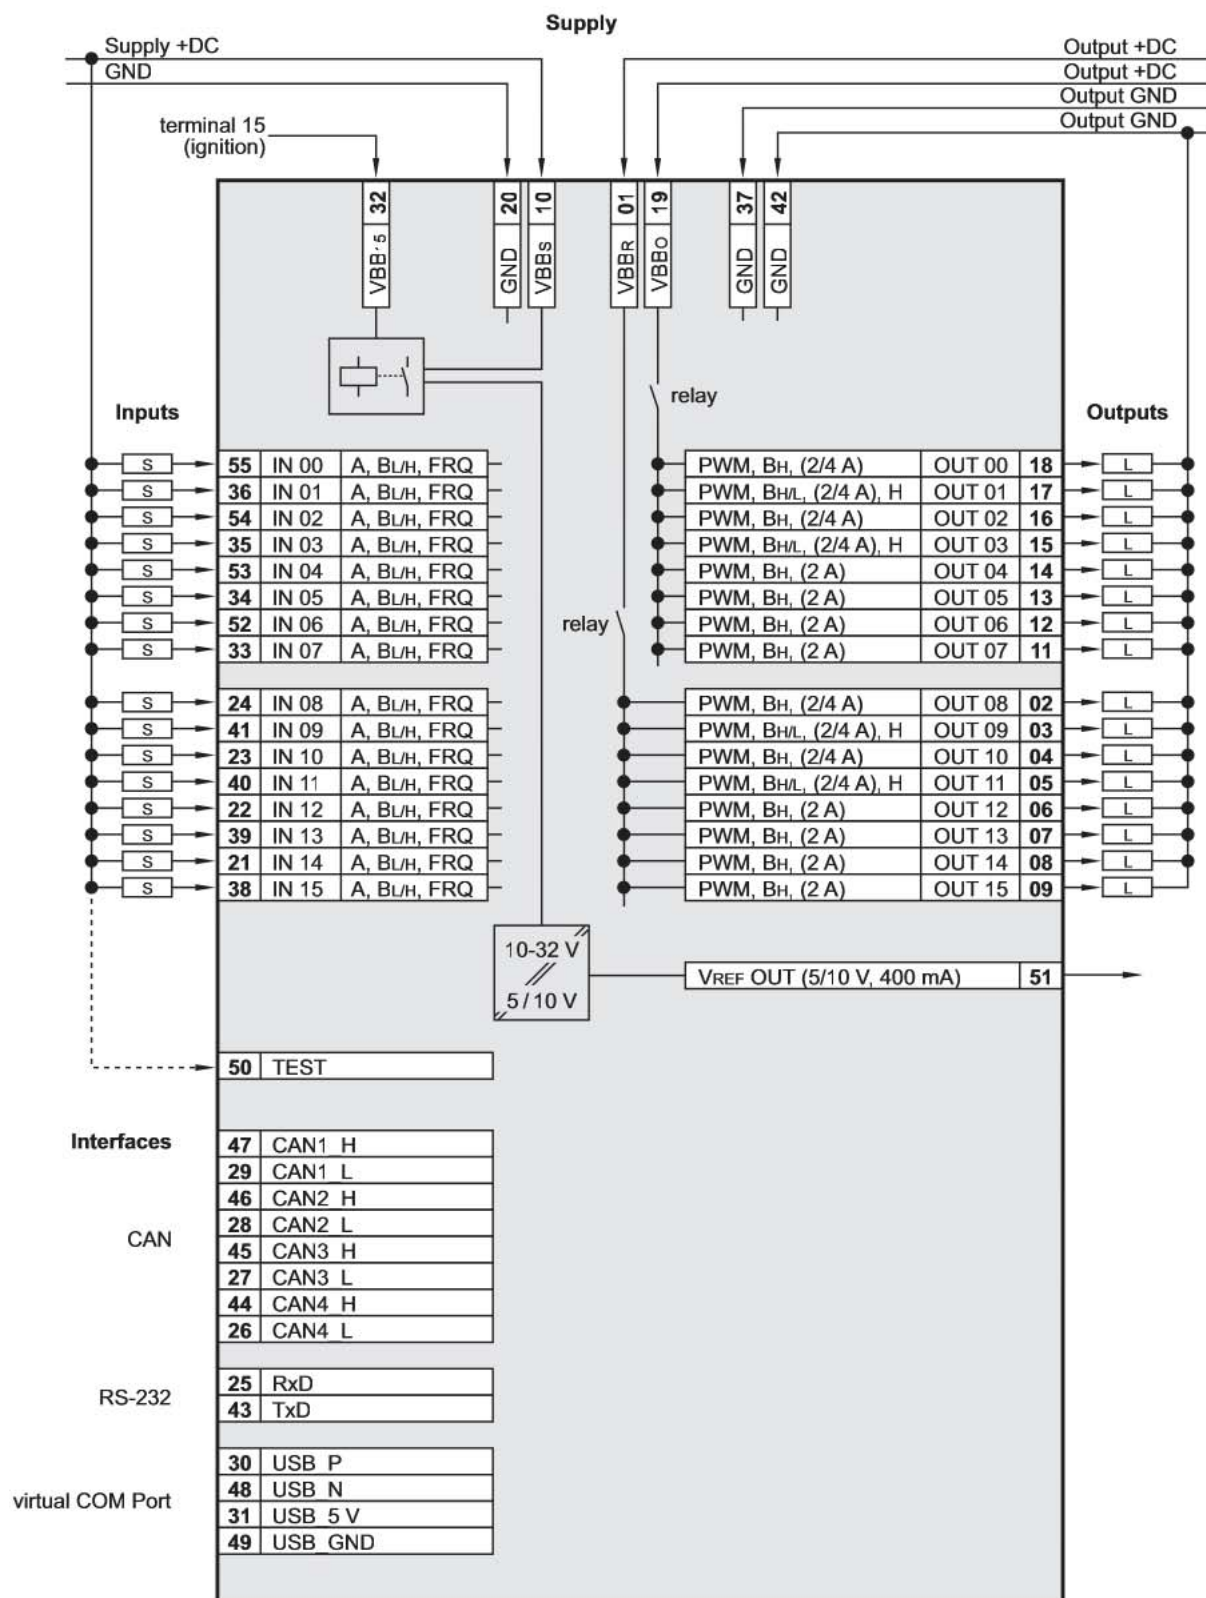 Supply
Supply +DC
GND
Output +DC
Output +DC
Output GND
Output GND
terminal 15
(ignition)
32 VBB15
20 GND
10 VBBS
01 VBBR
19 VBBO
37 GND
42 GND
relay
relay
Inputs
S 55 IN 00 A, BL/H, FRQ
S 36 IN 01 A, BL/H, FRQ
S 54 IN 02 A, BL/H, FRQ
S 35 IN 03 A, BL/H, FRQ
S 53 IN 04 A, BL/H, FRQ
S 34 IN 05 A, BL/H, FRQ
S 52 IN 06 A, BL/H, FRQ
S 33 IN 07 A, BL/H, FRQ
S 24 IN 08 A, BL/H, FRQ
S 41 IN 09 A, BL/H, FRQ
S 23 IN 10 A, BL/H, FRQ
S 40 IN 11 A, BL/H, FRQ
S 22 IN 12 A, BL/H, FRQ
S 39 IN 13 A, BL/H, FRQ
S 21 IN 14 A, BL/H, FRQ
S 38 IN 15 A, BL/H, FRQ
Outputs
PWM, BH, (2/4 A) OUT 00 18 L
PWM, BH/L, (2/4 A), H OUT 01 17 L
PWM, BH, (2/4 A) OUT 02 16 L
PWM, BH/L, (2/4 A), H OUT 03 15 L
PWM, BH, (2 A) OUT 04 14 L
PWM, BH, (2 A) OUT 05 13 L
PWM, BH, (2 A) OUT 06 12 L
PWM, BH, (2 A) OUT 07 11 L
PWM, BH, (2/4 A) OUT 08 02 L
PWM, BH/L, (2/4 A), H OUT 09 03 L
PWM, BH, (2/4 A) OUT 10 04 L
PWM, BH/L, (2/4 A), H OUT 11 05 L
PWM, BH, (2 A) OUT 12 06 L
PWM, BH, (2 A) OUT 13 07 L
PWM, BH, (2 A) OUT 14 08 L
PWM, BH, (2 A) OUT 15 09 L
10-32 V
5 / 10 V
VREF OUT (5/10 V, 400 mA) 51
50 TEST
Interfaces
CAN
47 CAN1_H
29 CAN1_L
46 CAN2_H
28 CAN2_L
45 CAN3_H
27 CAN3_L
44 CAN4_H
26 CAN4_L
RS-232
25 RxD
43 TxD
virtual COM Port
30 USB_P
48 USB_N
31 USB_5 V
49 USB_GND